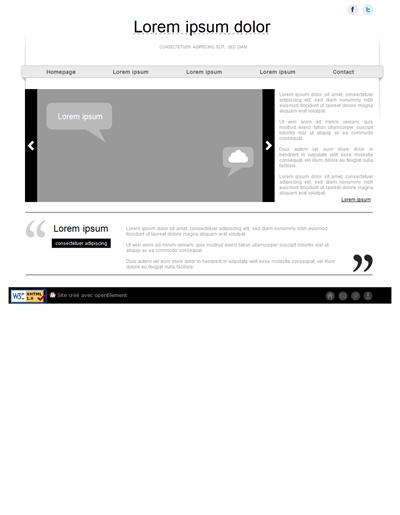 Lorem ipsum dolor
CONSECTETUER ADIPISCING ELIT, SED DIAM
Homepage Lorem ipsum Lorem ipsum Lorem ipsum Contact
Lorem ipsum
Lorem ipsum dolor sit amet, consectetuer
adipiscing elit, sed diam nonummy nibh
euismod tincidunt ut laoreet dolore magna
aliquam erat volutpat.
Ut wisi enim ad minim veniam, quis
nostrud exerci tation ullamcorper suscipit
lobortis nisl ut aliquip ex ea commodo
consequat.
Duis autem vel eum iriure dolor in
hendrerit in vulputate velit esse molestie
consequat, vel illum dolore eu feugiat nulla
facilisis.
Lorem ipsum dolor sit amet, consectetuer
adipiscing elit, sed diam nonummy nibh
euismod tincidunt ut laoreet dolore magna
aliquam erat volutpat.
Lorem ipsum
Lorem ipsum
consectetuer adipiscing
Lorem ipsum dolor sit amet, consectetuer adipiscing elit, sed diam nonummy nibh
euismod tincidunt ut laoreet dolore magna aliquam erat volutpat.
Ut wisi enim ad minim veniam, quis nostrud exerci tation ullamcorper suscipit
lobortis nisl ut aliquip ex ea commodo consequat.
Duis autem vel eum iriure dolor in hendrerit in vulputate velit esse molestie consequat, vel illum dolore eu
feugiat nulla facilisis.
W3C XHTML 1.0
Site créé avec openElement